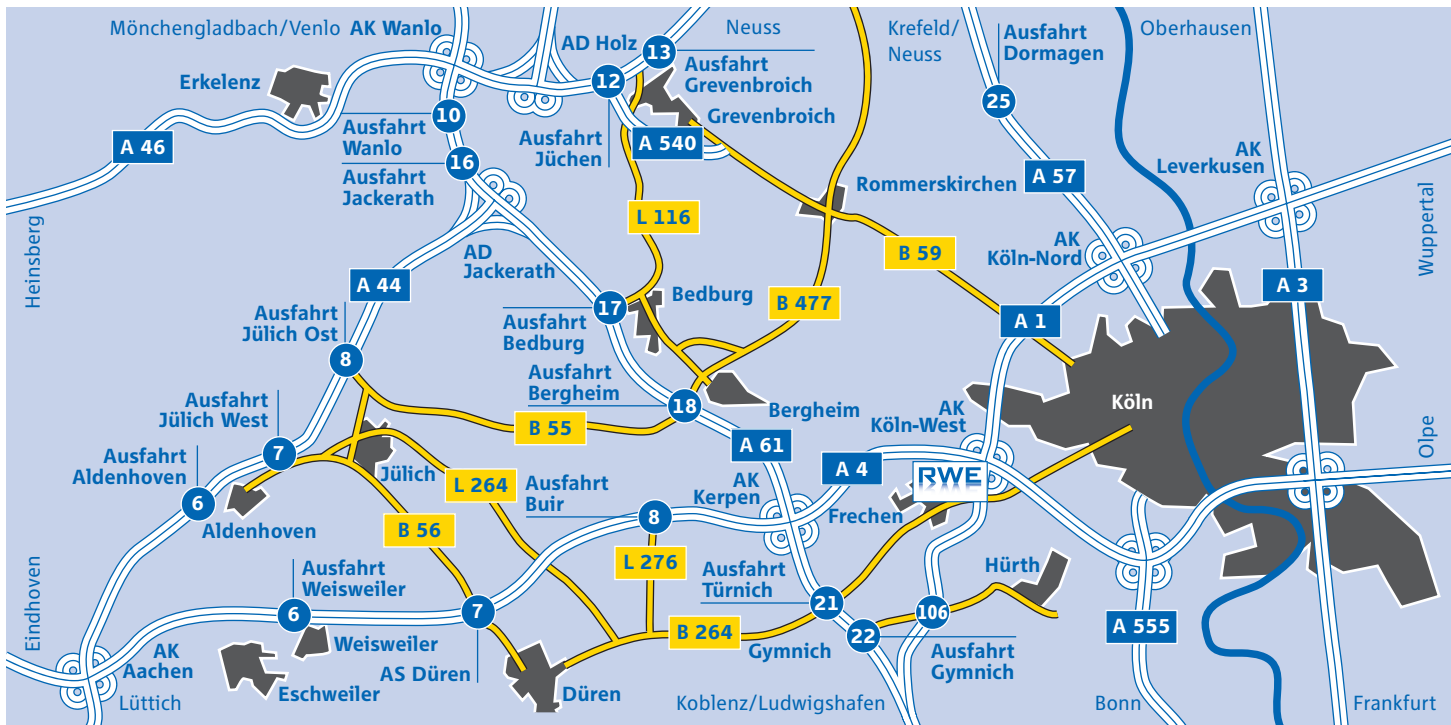 Mönchengladbach/Venlo AK Wanlo
AD Holz
13
Neuss
Krefeld/
Neuss
Ausfahrt
Dormagen
Oberhausen
Erkelenz
12
Ausfahrt
Grevenbroich
Grevenbroich
25
10
Ausfahrt
Wanlo
A 46
Ausfahrt
Jüchen
A 540
16
Ausfahrt
Jackerath
AK
Leverkusen
Rommerskirchen
A 57
L 116
Heinsberg
AD
Jackerath
B 59
AK
Köln-Nord
Wuppertal
A 44
Bedburg
B 477
A 3
Ausfahrt
Jülich Ost
17
Ausfahrt
Bedburg
A 1
8
Ausfahrt
Bergheim
18
Bergheim
Ausfahrt
Jülich West
B 55
AK
Köln-West
Köln
7
A 61
Olpe
Ausfahrt
Aldenhoven
Jülich
A 4
RWE
6
L 264
Ausfahrt
Buir
AK
Kerpen
8
Frechen
Aldenhoven
B 56
L 276
Eindhoven
Ausfahrt
Weisweiler
Ausfahrt
Türnich
Hürth
6
7
21
106
A 555
Weisweiler
B 264
22
AK
Aachen
Gymnich
Ausfahrt
Gymnich
AS Düren
Eschweiler
Düren
Lüttich
Koblenz/Ludwigshafen
Bonn
Frankfurt